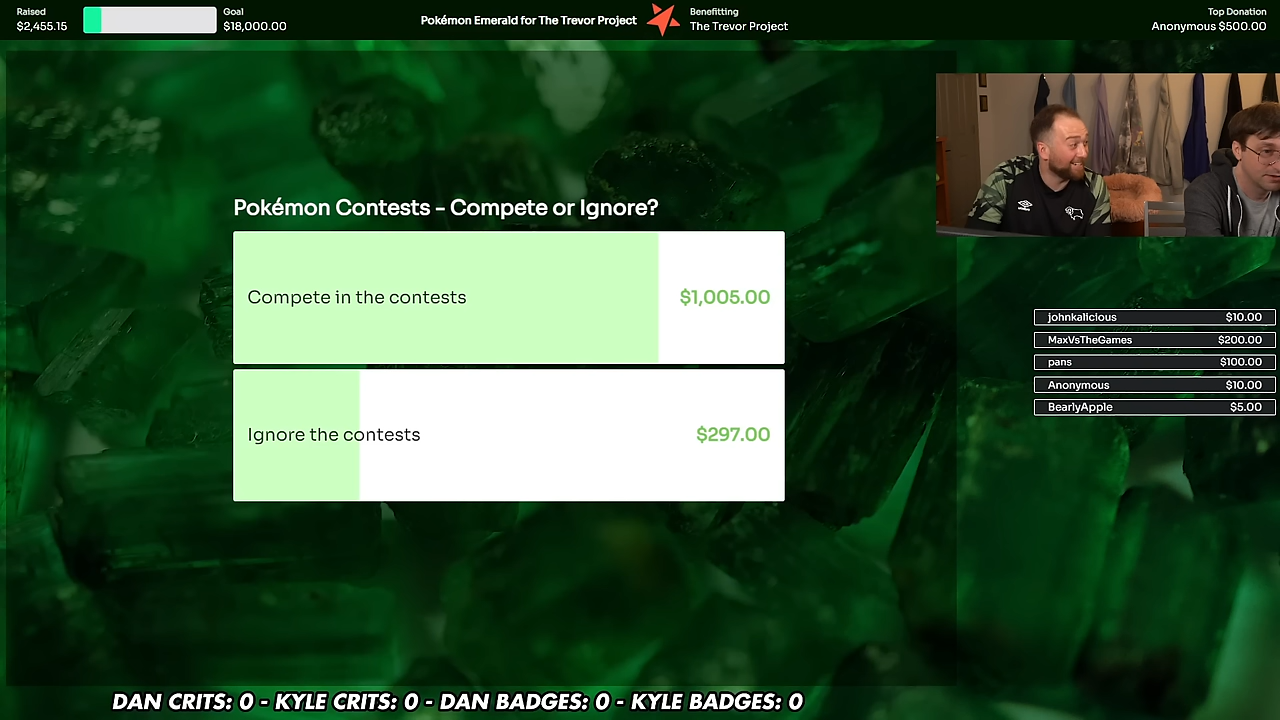 Raised
$2,455.15
Goal
$18,000.00
Pokémon Emerald for The Trevor Project
Benefitting
The Trevor Project
Top Donation
Anonymous $500.00
Pokémon Contests - Compete or Ignore?
Compete in the contests $1,005.00
Ignore the contests $297.00
johnkalicious $10.00
MaxVsTheGames $200.00
pans $100.00
Anonymous $10.00
BearlyApple $5.00
DAN CRITS: 0 - KYLE CRITS: 0 - DAN BADGES: 0 - KYLE BADGES: 0